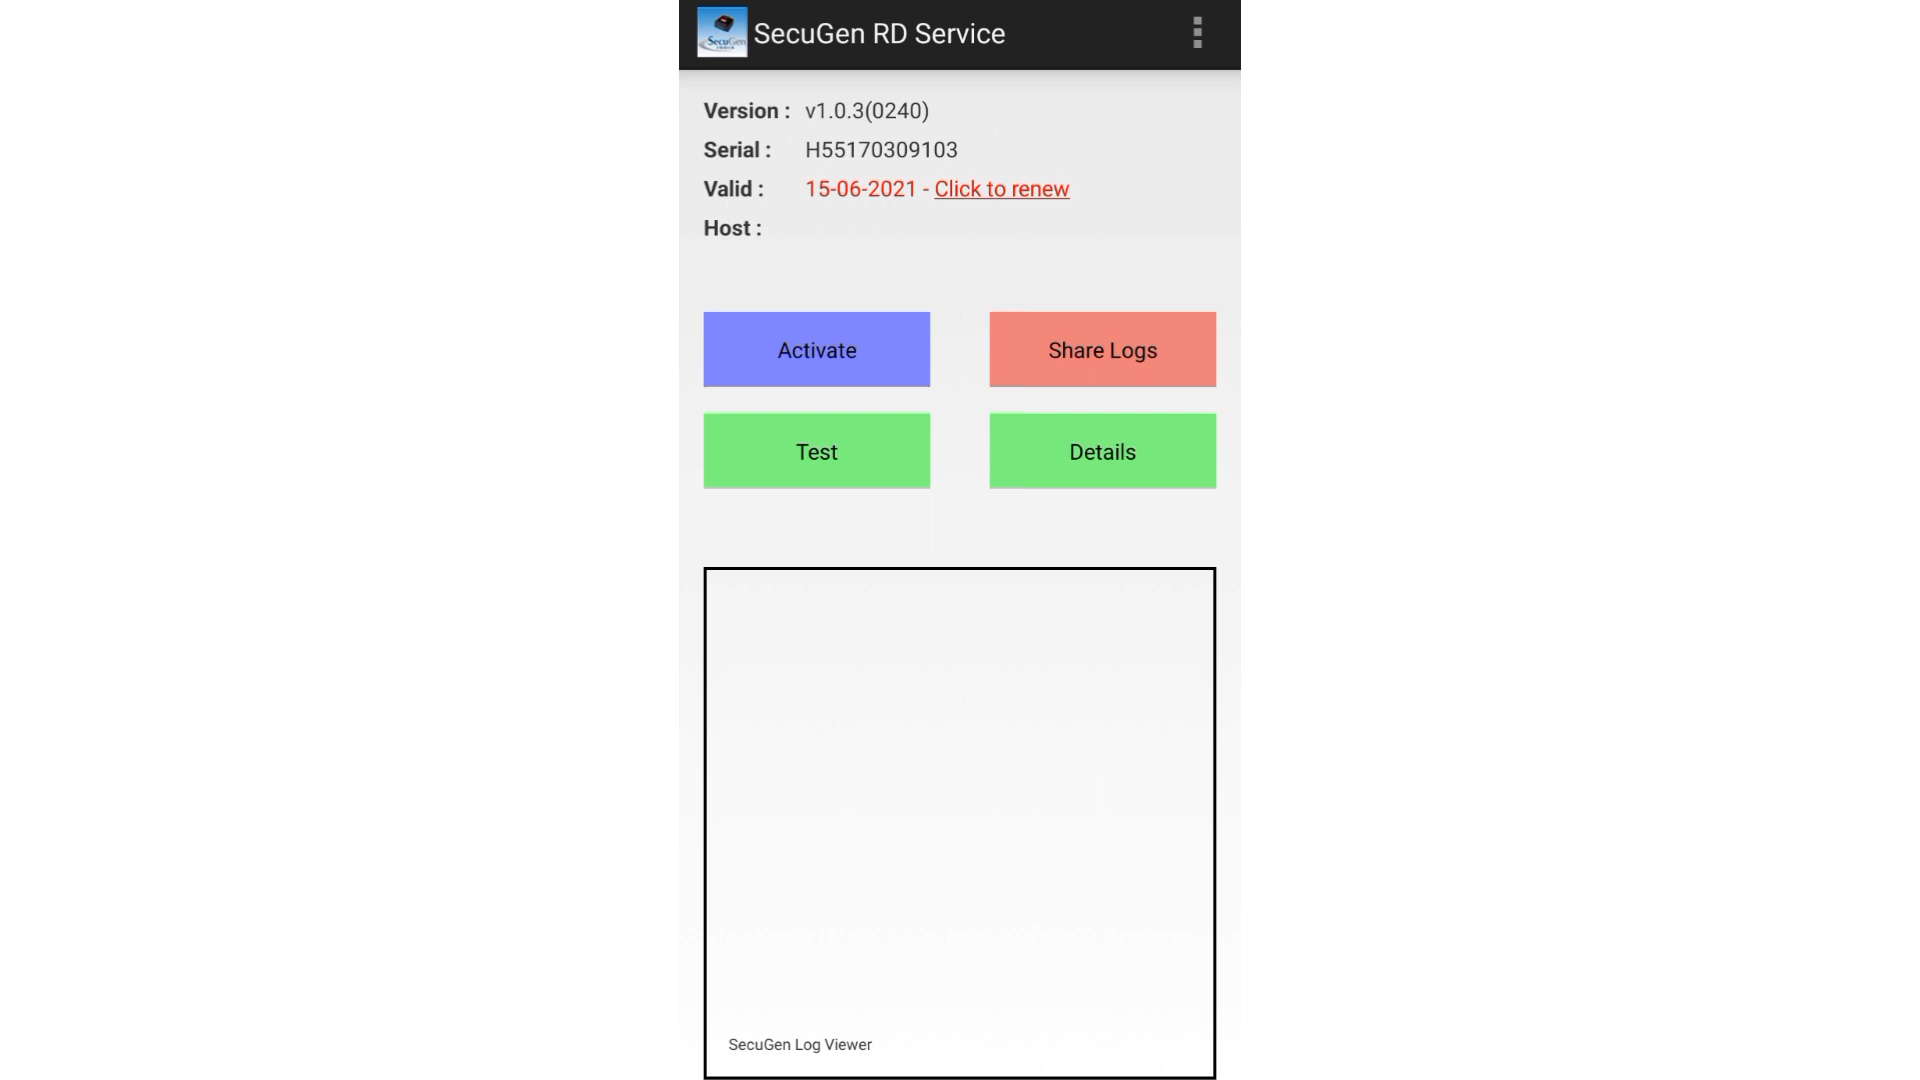 SecuGen
SecuGen RD Service
Version : v1.0.3(0240)
Serial : H55170309103
Valid : 15-06-2021 - Click to renew
Host :
Activate Share Logs
Test Details
SecuGen Log Viewer